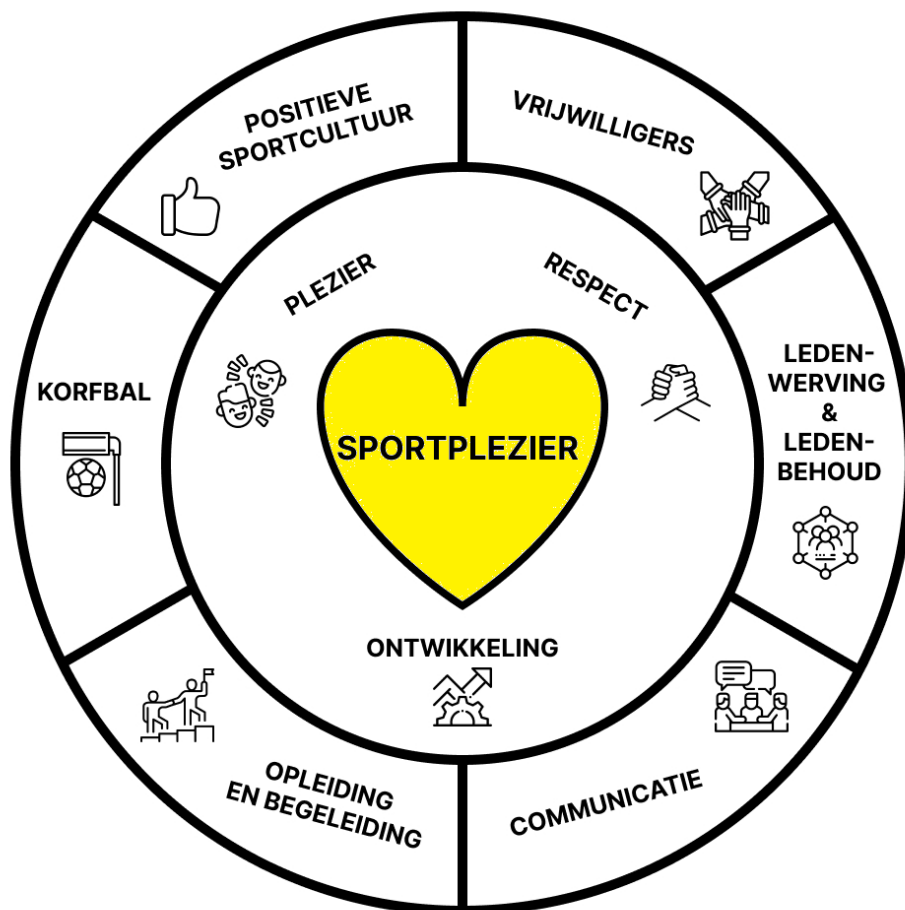 POSITIEVE
SPORTCULTUUR
VRIJWILLIGERS
PLEZIER
RESPECT
KORFBAL
LEDEN-
WERVING
&
LEDEN-
BEHOUD
SPORTPLEZIER
ONTWIKKELING
OPLEIDING
EN BEGELEIDING
COMMUNICATIE